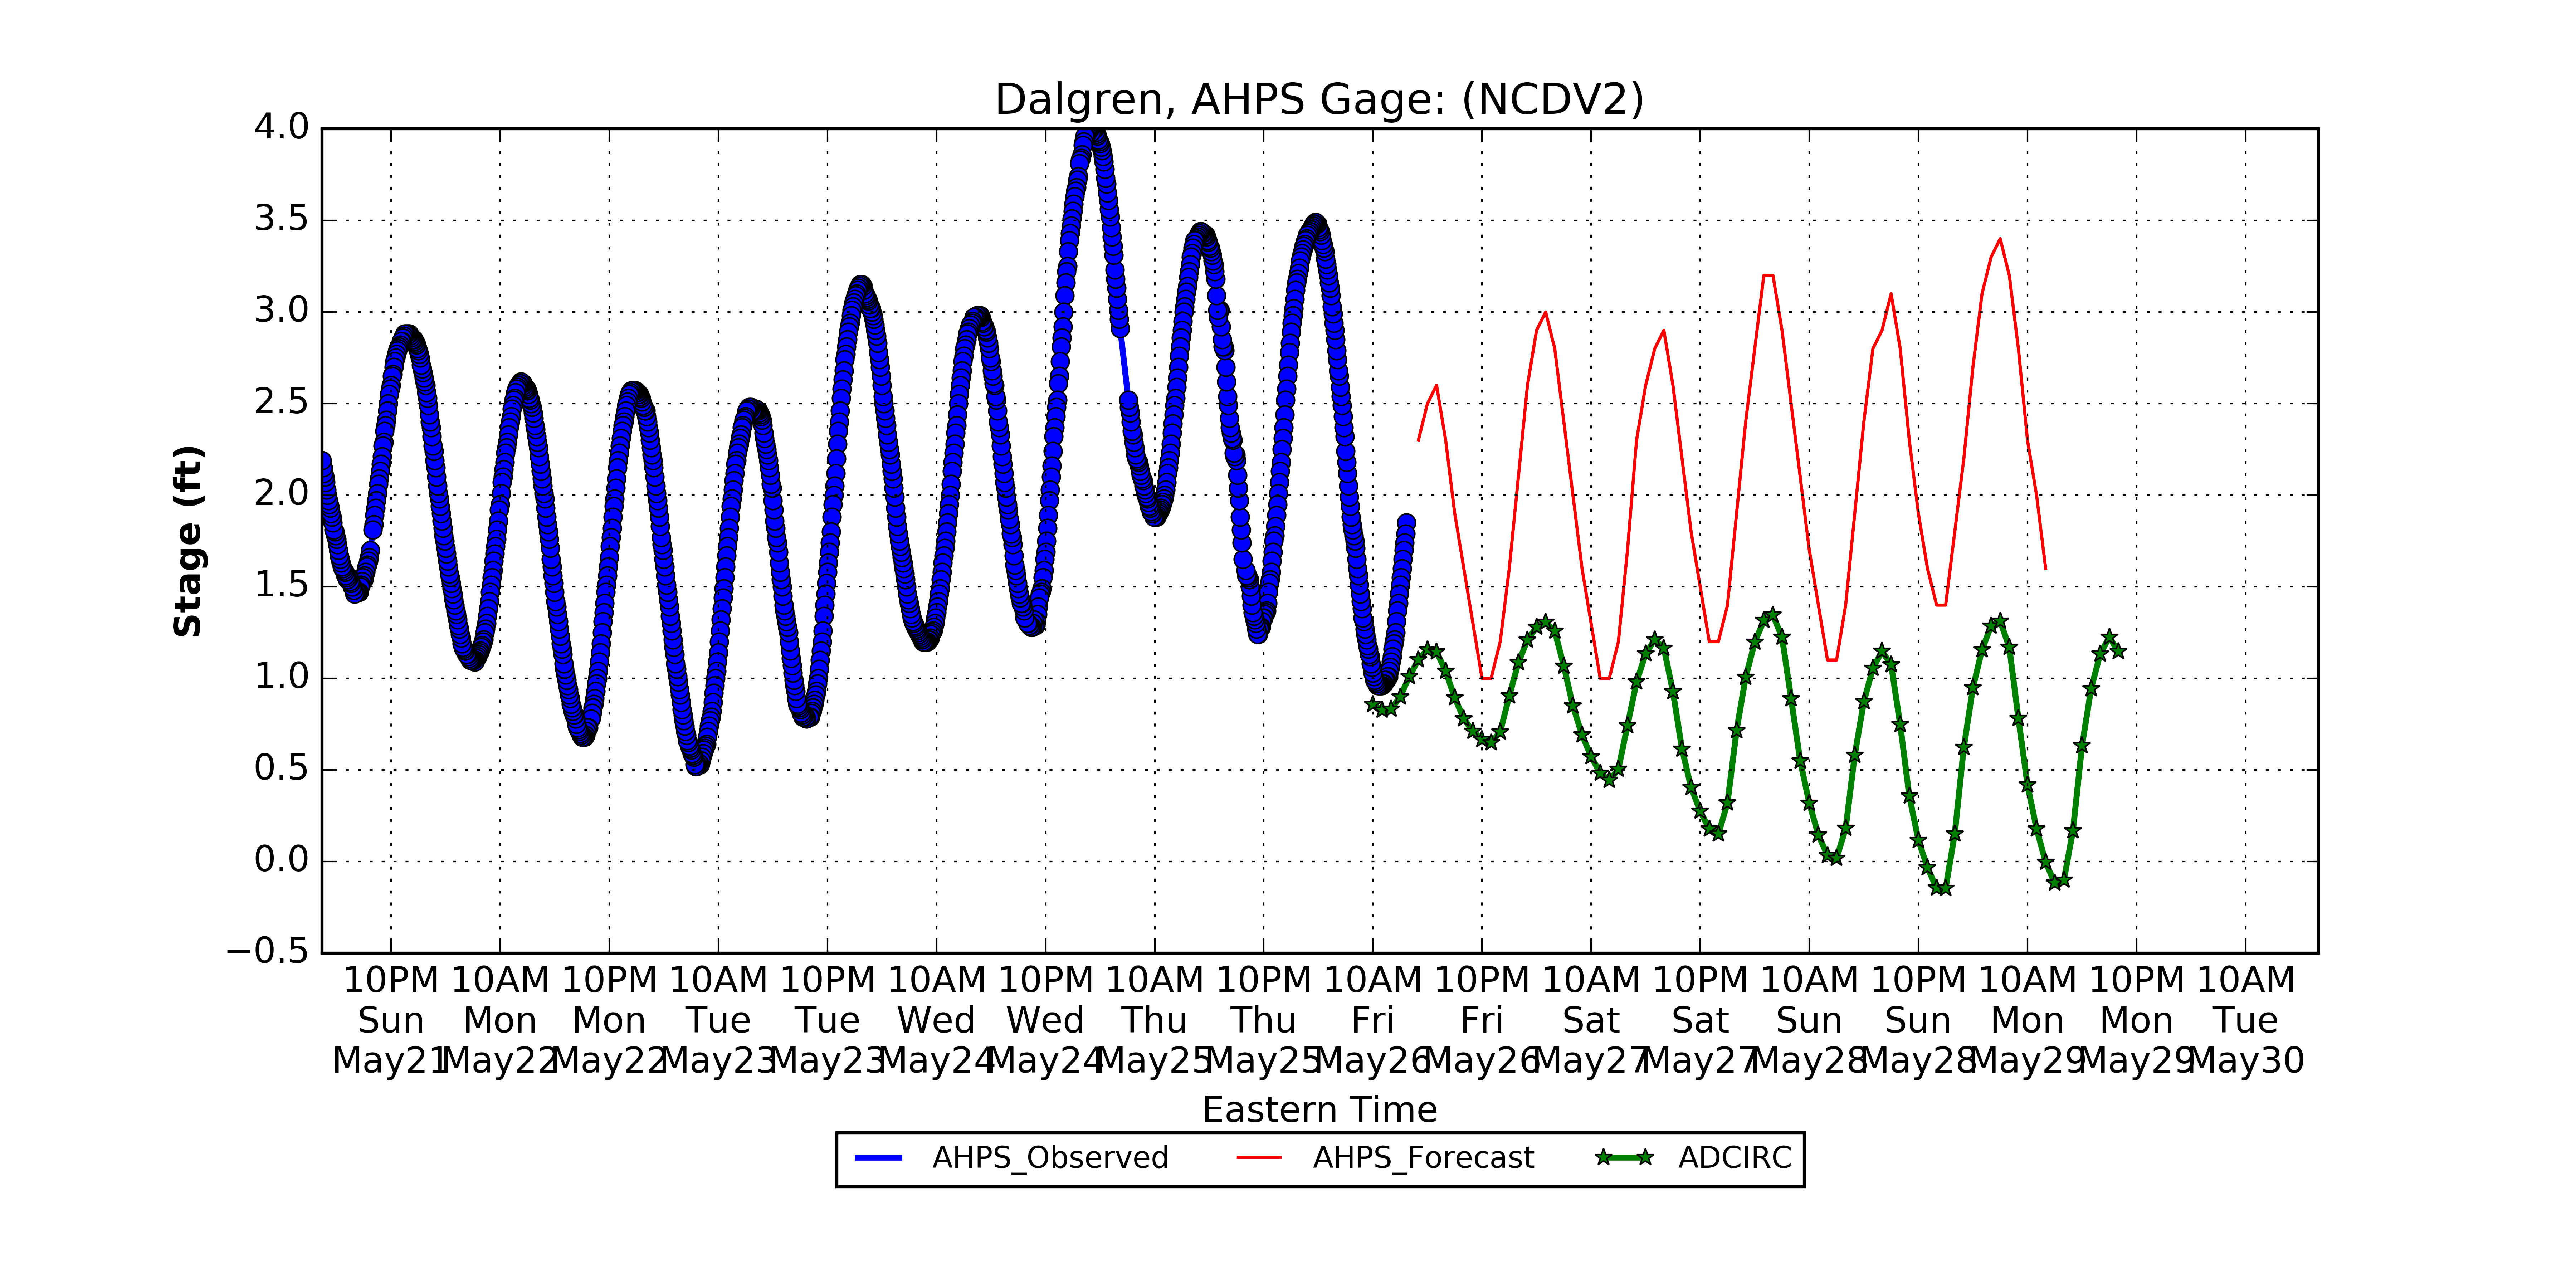 Dalgren, AHPS Gage: (NCDV2)
4.0
3.5
3.0
2.5
2.0
1.5
1.0
0.5
0.0
−0.5
Stage (ft)
10PM 10AM 10PM 10AM 10PM 10AM 10PM 10AM 10PM 10AM 10PM 10AM 10PM 10AM 10PM 10AM 10PM 10AM
Sun Mon Mon Tue Tue Wed Wed Thu Thu Fri Fri Sat Sat Sun Sun Mon Mon Tue
May21 May22 May22 May23 May23 May24 May24 May25 May25 May26 May26 May27 May27 May28 May28 May29 May29 May30
Eastern Time
AHPS_Observed AHPS_Forecast ADCIRC